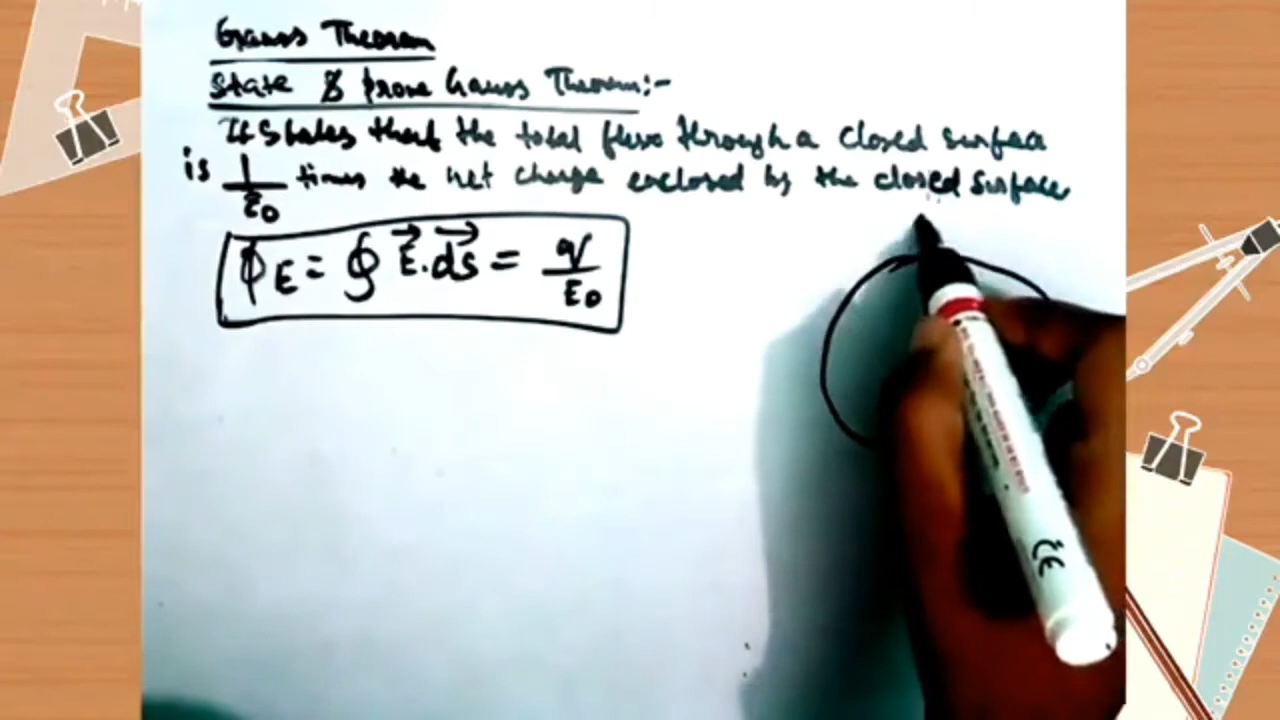 Gauss Theorem
State & prove Gauss Theorem:-
It States that the total flux through a closed surface
is 1/ε0 times the net charge enclosed by the closed surface
ϕE = ∮ E⃗.ds⃗ = q/ε0
CE